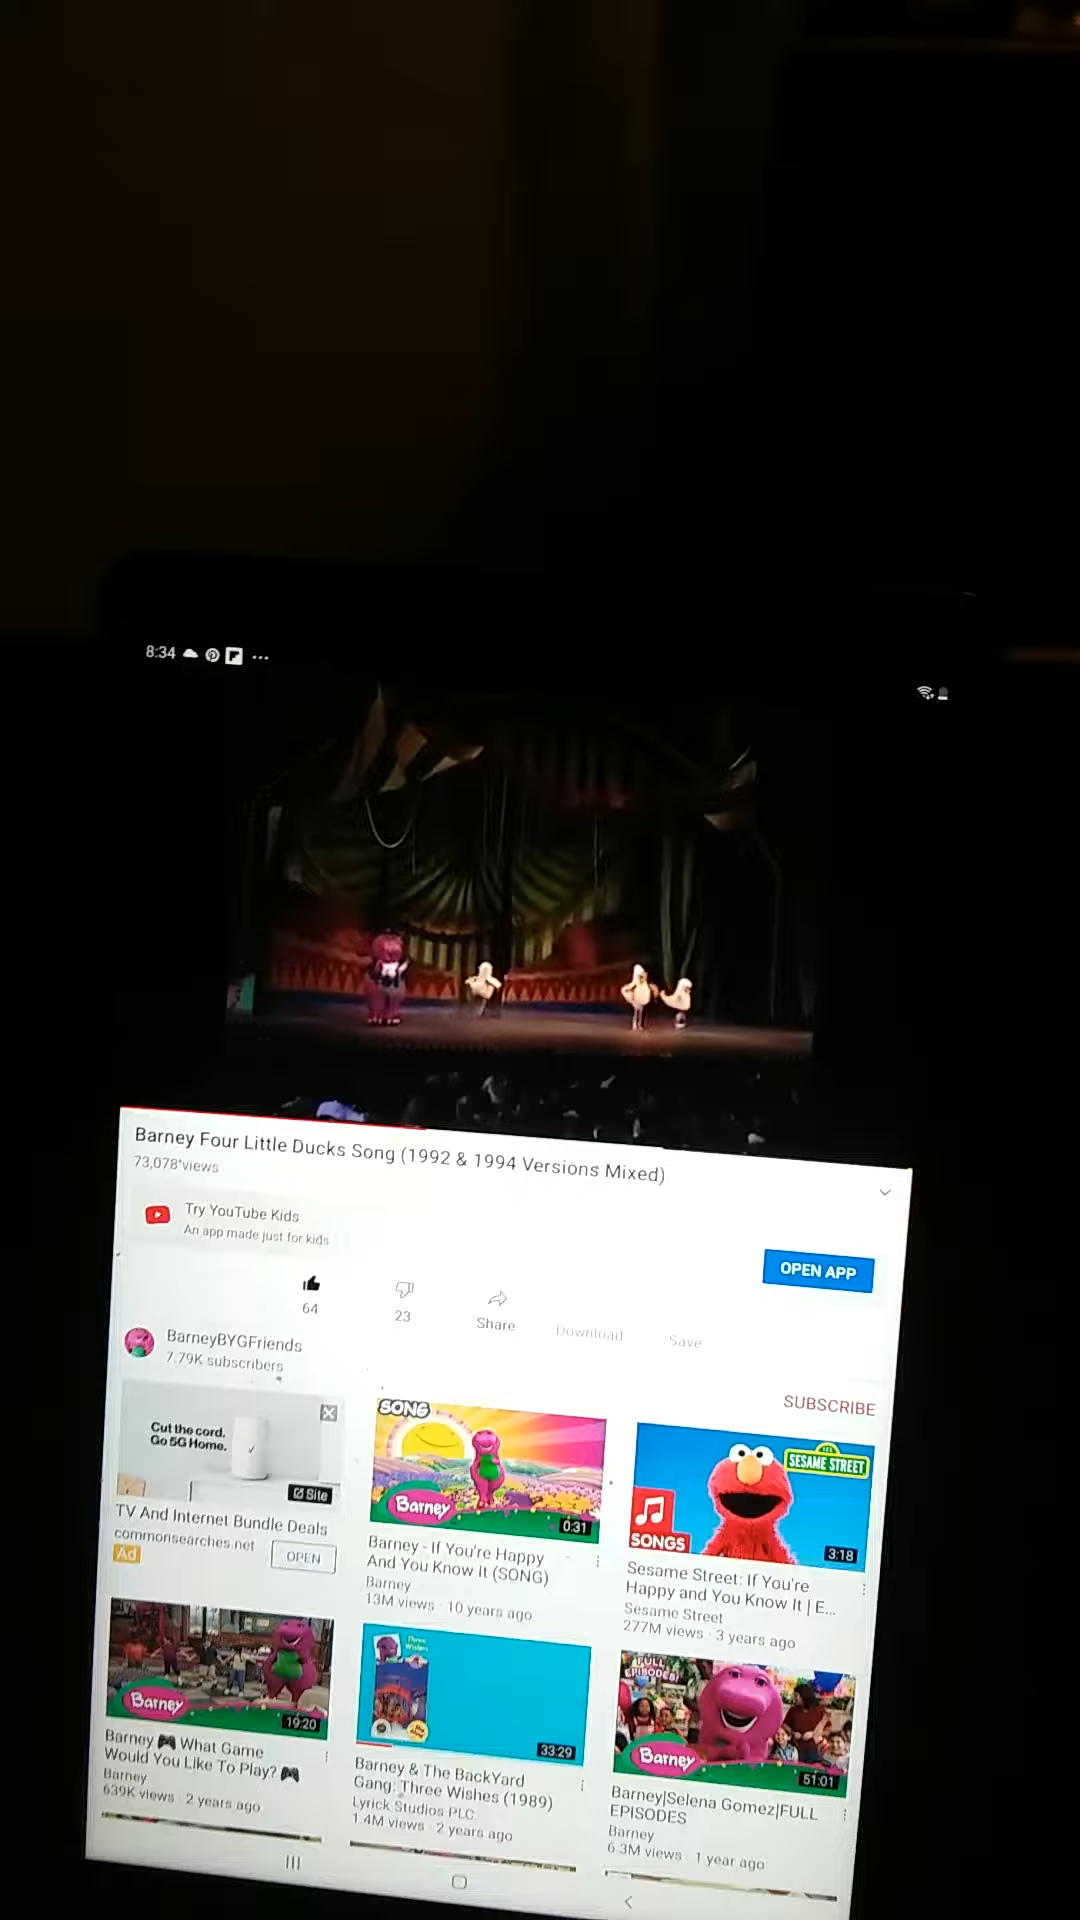 8:34
Barney Four Little Ducks Song (1992 & 1994 Versions Mixed)
73,078 views
Try YouTube Kids
An app made just for kids
OPEN APP
64
23
Share
Download
Save
BarneyBYGFriends
7.79K subscribers
SUBSCRIBE
Cut the cord.
Go 5G Home.
Site
TV And Internet Bundle Deals
commonsearches.net
Ad
OPEN
SONG
Barney
0:31
Barney - If You're Happy
And You Know It (SONG)
Barney
13M views · 10 years ago
SESAME STREET
SONGS
3:18
Sesame Street: If You're
Happy and You Know It | E...
Sesame Street
277M views · 3 years ago
Barney
19:20
Barney 🎮 What Game
Would You Like To Play? 🎮
Barney
639K views · 2 years ago
Three
Wishes
33:29
Barney & The BackYard
Gang: Three Wishes (1989)
Lyrick Studios PLC
1.4M views · 2 years ago
FULL
EPISODES!
Barney
51:01
Barney|Selena Gomez|FULL
EPISODES
Barney
6.3M views · 1 year ago